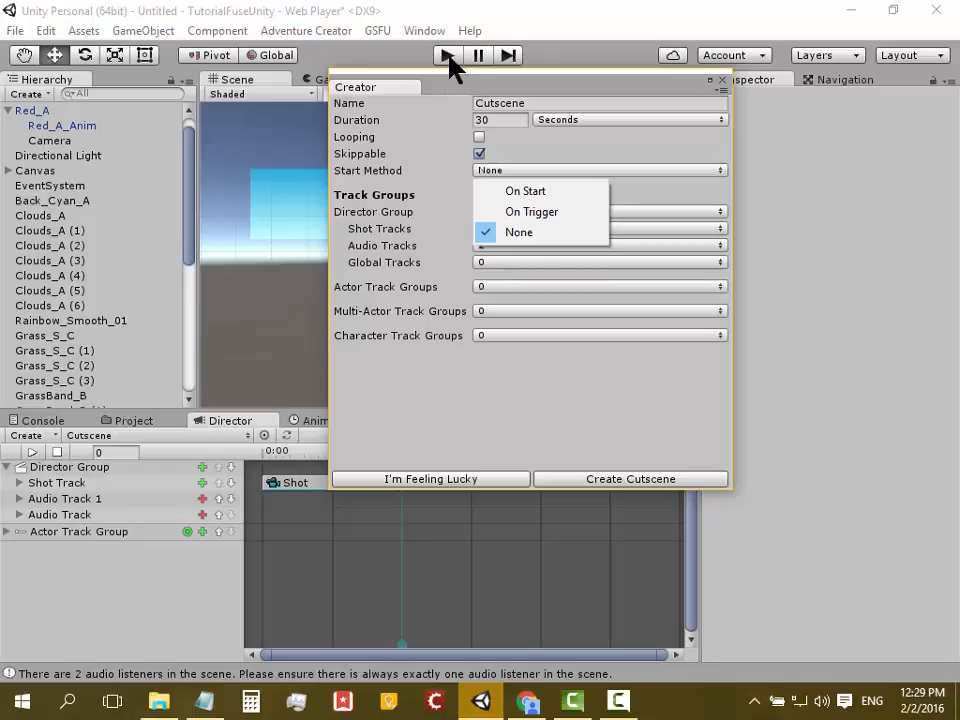 Unity Personal (64bit) - Untitled - TutorialFuseUnity - Web Player* <DX9>
File Edit Assets GameObject Component Adventure Creator GSFU Window Help
Pivot Global Account Layers Layout
Hierarchy
Create All
Red_A
Red_A_Anim
Camera
Directional Light
Canvas
EventSystem
Back_Cyan_A
Clouds_A
Clouds_A (1)
Clouds_A (2)
Clouds_A (3)
Clouds_A (4)
Clouds_A (5)
Clouds_A (6)
Rainbow_Smooth_01
Grass_S_C
Grass_S_C (1)
Grass_S_C (2)
Grass_S_C (3)
GrassBand_B
Scene
Shaded
Navigation
Creator
Name Cutscene
Duration 30 Seconds
Looping
Skippable
Start Method None
On Start
On Trigger
None
Track Groups
Director Group
Shot Tracks
Audio Tracks
Global Tracks 0
Actor Track Groups 0
Multi-Actor Track Groups 0
Character Track Groups 0
I'm Feeling Lucky Create Cutscene
Console Project Director
Create Cutscene
0 0:00
Director Group
Shot Track Shot
Audio Track 1
Audio Track
Actor Track Group
There are 2 audio listeners in the scene. Please ensure there is always exactly one audio listener in the scene.
ENG
12:29 PM
2/2/2016